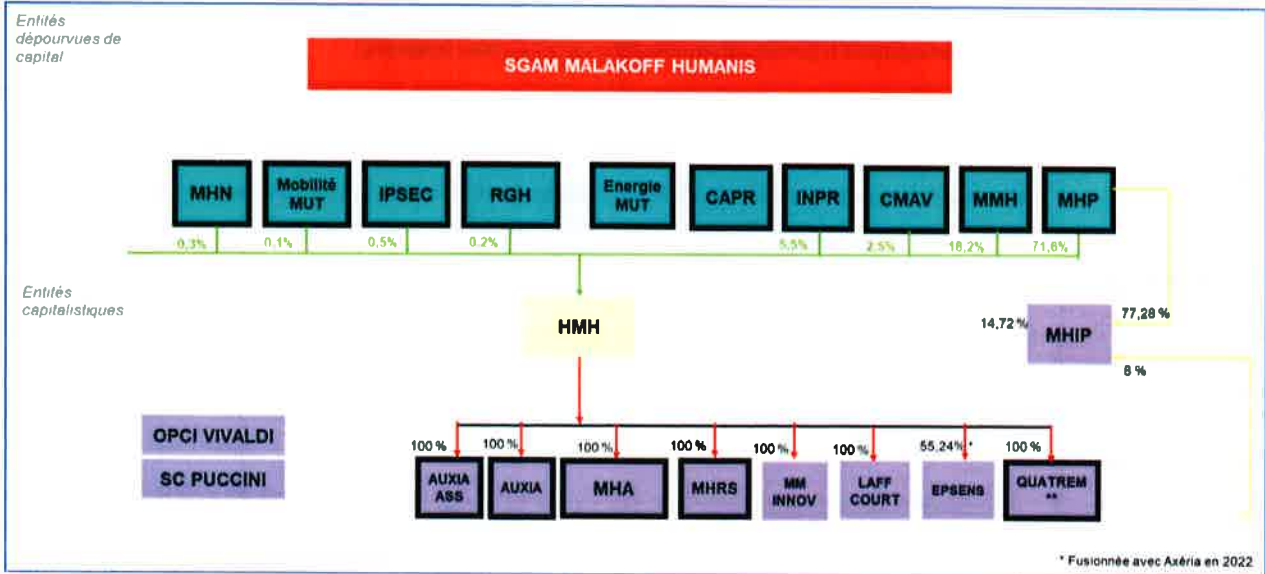 Entités
dépourvues de
capital
SGAM MALAKOFF HUMANIS
MHN
Mobilité
MUT
IPSEC
RGH
Energie
MUT
CAPR
INPR
CMAV
MMH
MHP
0,3%
0,1%
0,5%
0,2%
5,5%
2,5%
16,2%
71,6%
Entités
capitalistiques
HMH
14,72 %
MHIP
77,28 %
8 %
OPCI VIVALDI
SC PUCCINI
100 %
100 %
100 %
100 %
100 %
100 %
55,24% *
100 %
AUXIA
ASS
AUXIA
MHA
MHRS
MM
INNOV
LAFF
COURT
EPSENS
QUATREM
**
* Fusionnée avec Axéria en 2022